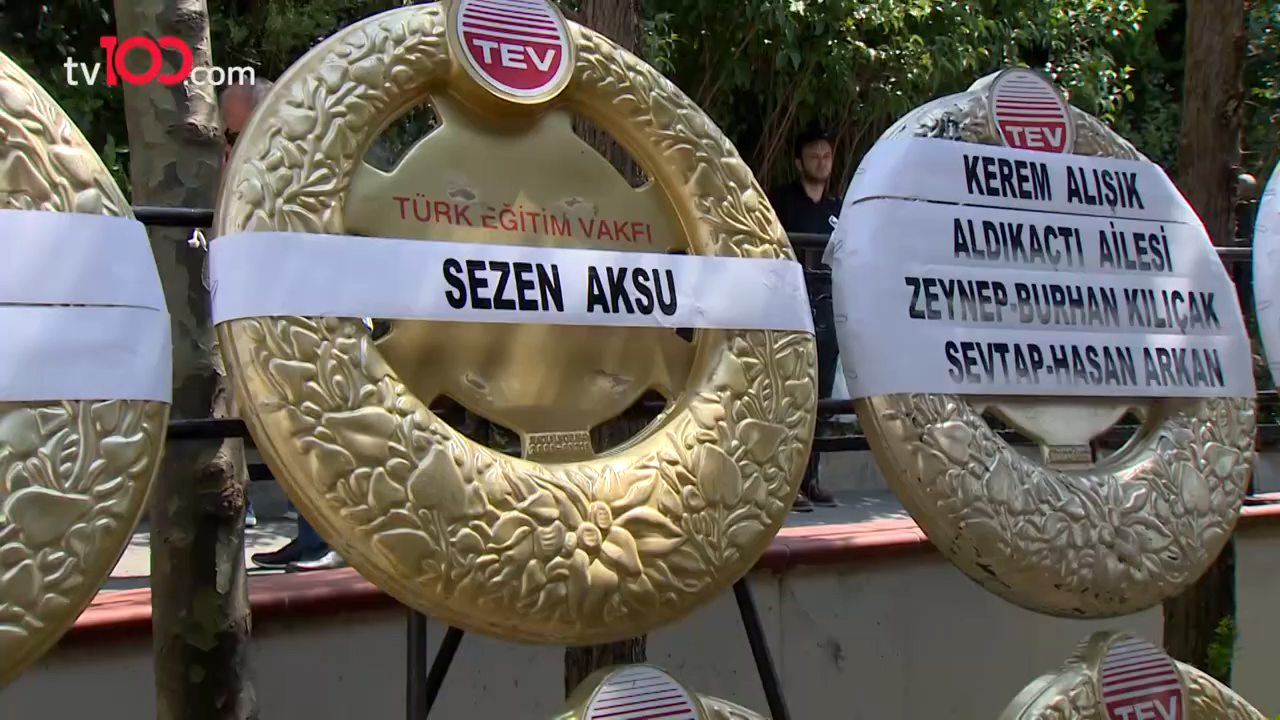 tv100.com
TEV
TÜRK EĞİTİM VAKFI
SEZEN AKSU
TEV
KEREM ALIŞIK
ALDIKAÇTI AİLESİ
ZEYNEP-BURHAN KILIÇAK
SEVTAP-HASAN ARKAN
TEV